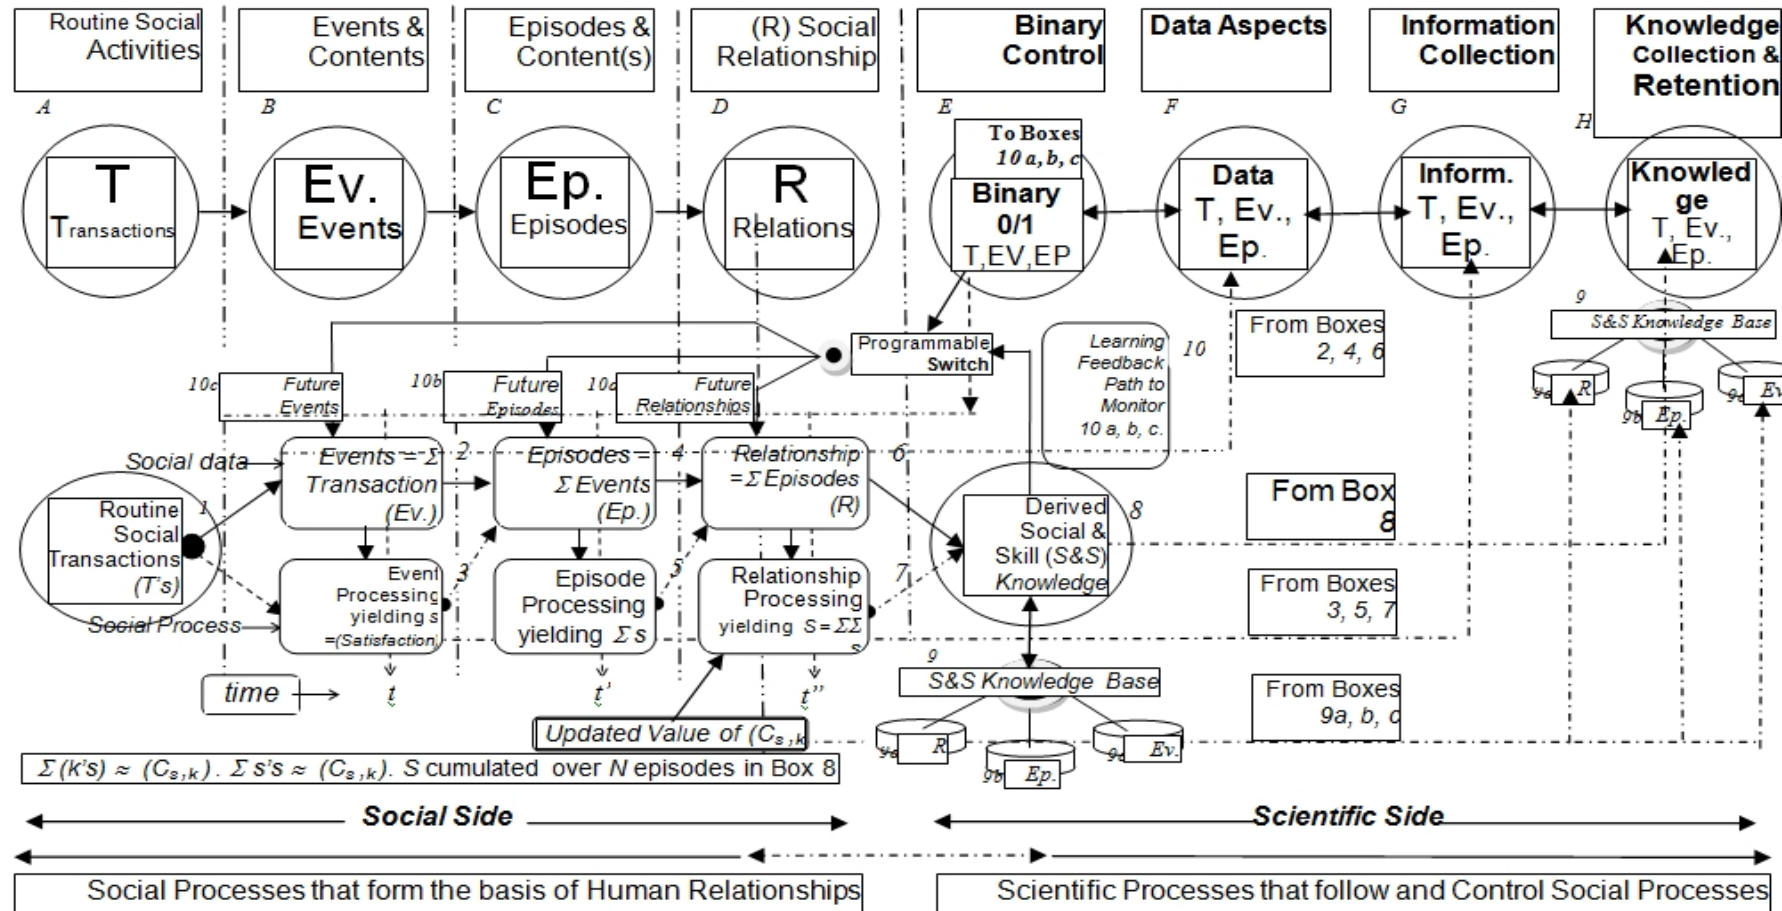 Routine Social
Activities
Events &
Contents
Episodes &
Content(s)
(R) Social
Relationship
Binary
Control
Data Aspects
Information
Collection
Knowledge
Collection &
Retention
A
B
C
D
E
F
G
H
T
Transactions
Ev.
Events
Ep.
Episodes
R
Relations
To Boxes
10 a, b, c
Binary
0/1
T,EV,EP
Data
T, Ev.,
Ep.
Inform.
T, Ev.,
Ep.
Knowled
ge
T, Ev.,
Ep.
9
S&S Knowledge Base
9a
R
9b
Ep.
Ev
Programmable
Switch
Learning
Feedback
Path to
Monitor
10 a, b, c.
10
From Boxes
2, 4, 6
10c
Future
Events
10b
Future
Episodes
Future
Relationships
Social data
Events = Σ
Transaction
(Ev.)
2
Episodes =
Σ Events
(Ep.)
4
Relationship
=Σ Episodes
(R)
6
Routine
Social
Transactions
(T's)
1
Derived
Social &
Skill (S&S)
Knowledge
8
Fom Box
8
Event
Processing
yielding s
=(Satisfaction)
3
Episode
Processing
yielding Σ s
5
Relationship
Processing
yielding S = ΣΣ
s
7
Social Process
From Boxes
3, 5, 7
time
t
t'
t''
9
S&S Knowledge Base
9a
R
9b
Ep.
Ev.
From Boxes
9a, b, c
Updated Value of (Cs,k
Σ (k's) ≈ (Cs,k) . Σ s's ≈ (Cs,k). S cumulated over N episodes in Box 8
Social Side
Scientific Side
Social Processes that form the basis of Human Relationships
Scientific Processes that follow and Control Social Processes